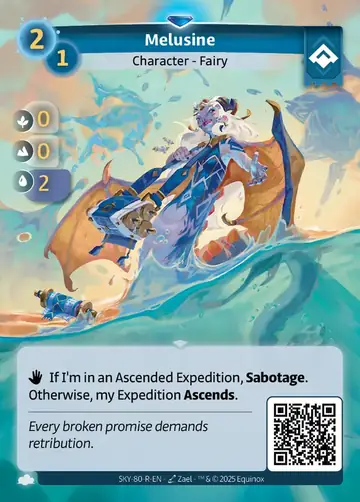 2
1
Melusine
Character - Fairy
0
0
2
If I'm in an Ascended Expedition, Sabotage.
Otherwise, my Expedition Ascends.
Every broken promise demands
retribution.
SKY-80-R-EN - Zael - ™ & © 2025 Equinox